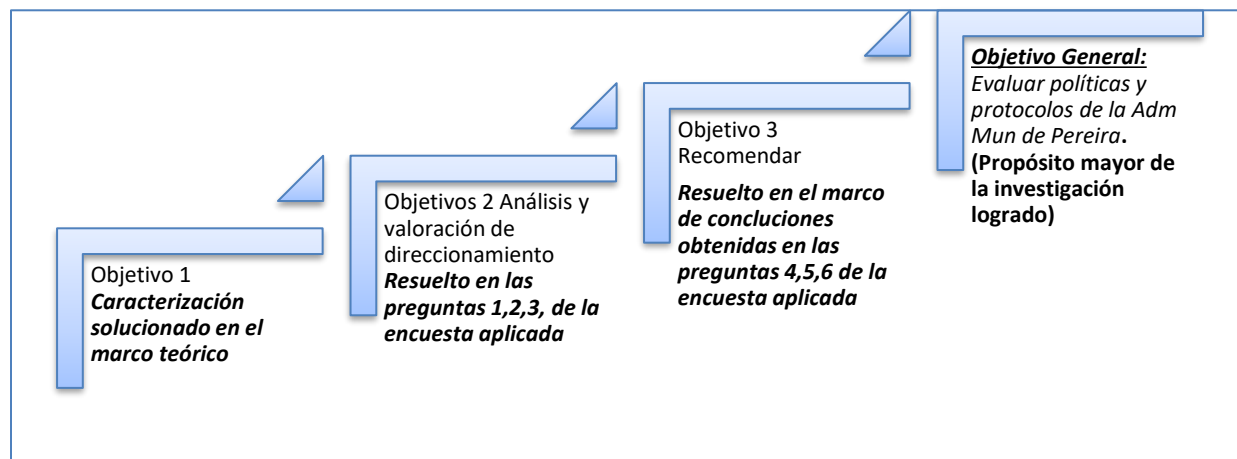 Objetivo 1
Caracterización
solucionado en el
marco teórico
Objetivos 2 Análisis y
valoración de
direccionamiento
Resuelto en las
preguntas 1,2,3, de la
encuesta aplicada
Objetivo 3
Recomendar
Resuelto en el marco
de concluciones
obtenidas en las
preguntas 4,5,6 de la
encuesta aplicada
Objetivo General:
Evaluar políticas y
protocolos de la Adm
Mun de Pereira.
(Propósito mayor de
la investigación
logrado)